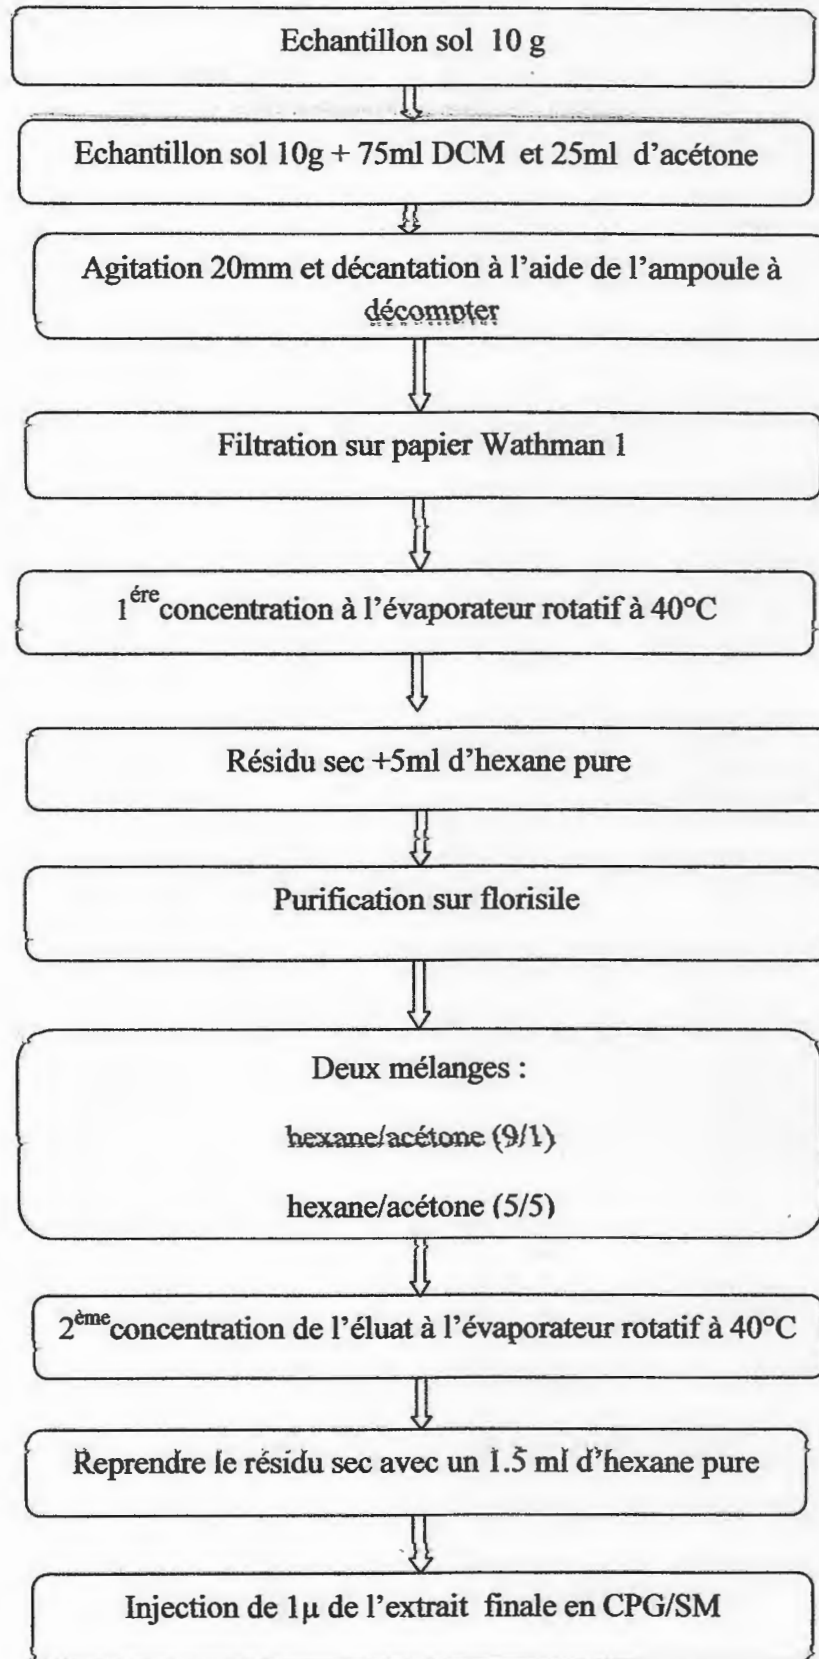 Echantillon sol 10 g
Echantillon sol 10g + 75ml DCM et 25ml d'acétone
Agitation 20mm et décantation à l'aide de l'ampoule à
décompter
Filtration sur papier Wathman 1
1ére concentration à l'évaporateur rotatif à 40°C
Résidu sec +5ml d'hexane pure
Purification sur florisile
Deux mélanges :
hexane/acétone (9/1)
hexane/acétone (5/5)
2ème concentration de l'éluat à l'évaporateur rotatif à 40°C
Reprendre le résidu sec avec un 1.5 ml d'hexane pure
Injection de 1µ de l'extrait finale en CPG/SM